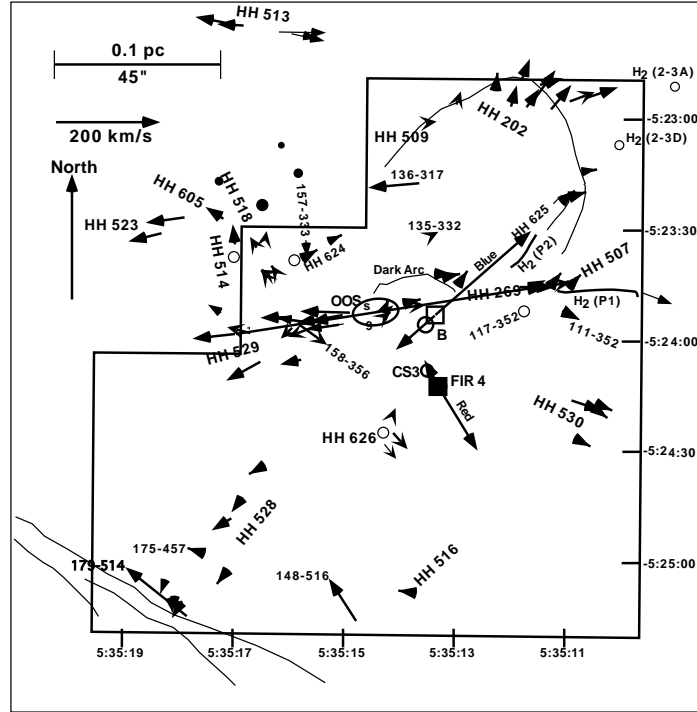 HH 513
0.1 pc
45"
H2 (2-3A)
HH 202
-5:23:00
200 km/s
HH 509
H2 (2-3D)
North
136-317
HH 605
HH 518
157-333
HH 523
135-332
HH 625
-5:23:30
HH 624
HH 514
Blue
H2 (P2)
Dark Arc
HH 507
OOS
s
HH 269
H2 (P1)
9
B
117-352
111-352
-5:24:00
HH 529
158-356
CS3
FIR 4
Red
HH 530
HH 626
-5:24:30
HH 528
175-457
179-514
148-516
HH 516
-5:25:00
5:35:19
5:35:17
5:35:15
5:35:13
5:35:11